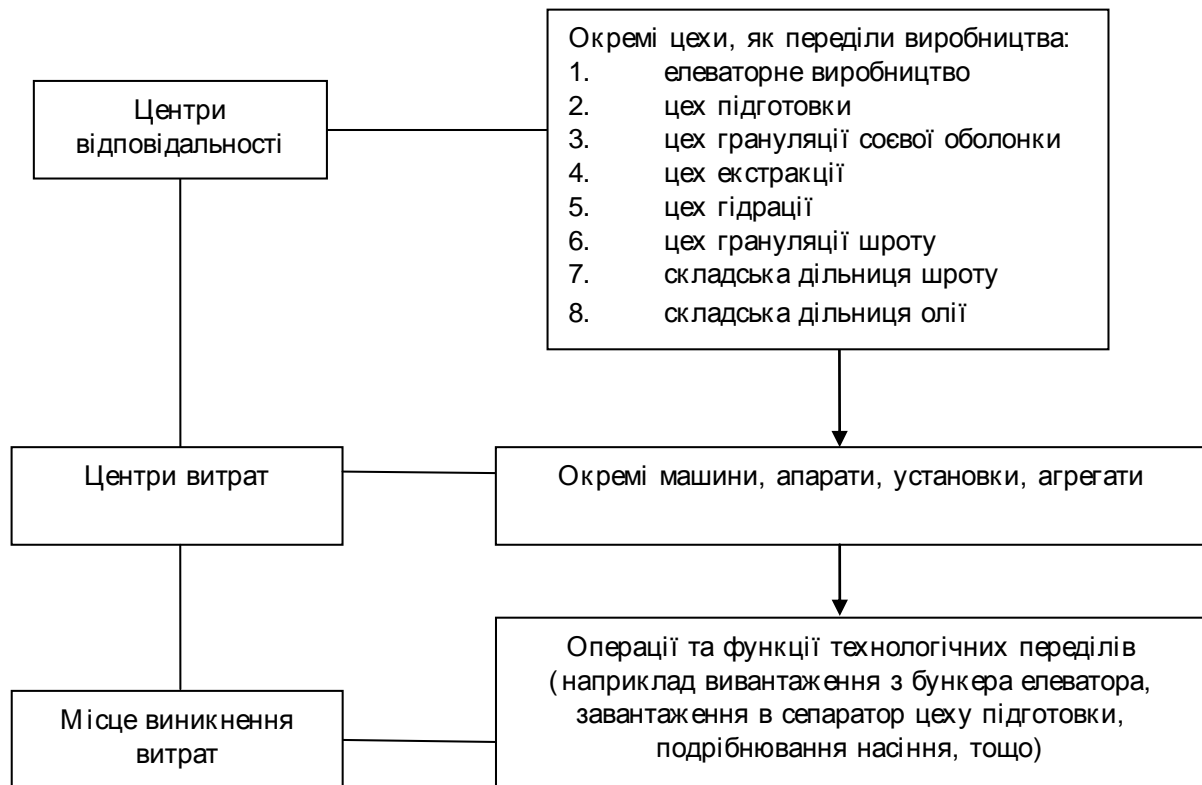 Окремі цехи, як переділи виробництва:
1. елеваторне виробництво
2. цех підготовки
3. цех грануляції соєвої оболонки
4. цех екстракції
5. цех гідрації
6. цех грануляції шроту
7. складська дільниця шроту
8. складська дільниця олії
Центри
відповідальності
Центри витрат
Окремі машини, апарати, установки, агрегати
Операції та функції технологічних переділів
(наприклад вивантаження з бункера елеватора,
завантаження в сепаратор цеху підготовки,
подрібнювання насіння, тощо)
Місце виникнення
витрат